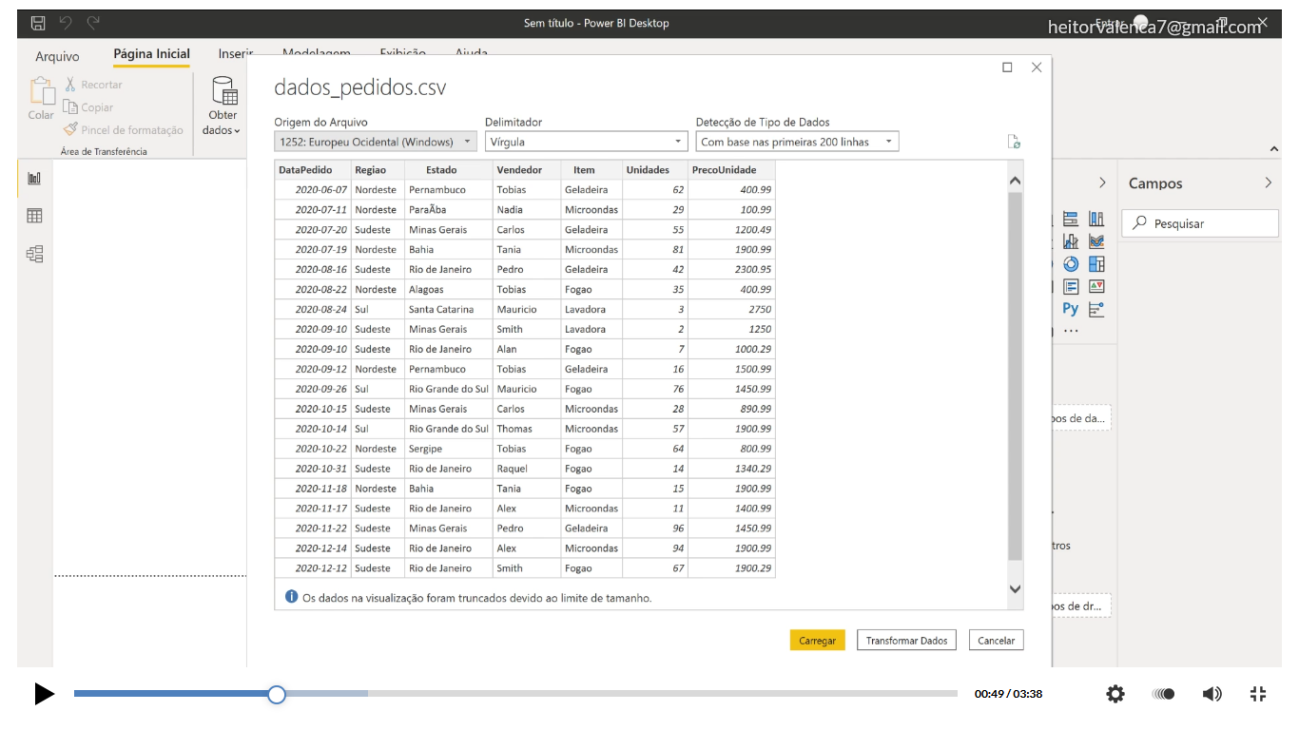 Sem título - Power BI Desktop
heitorvalenca7@gmail.com
Arquivo Página Inicial Inserir Modelagem Exibição Ajuda
Recortar
Copiar
Colar
Pincel de formatação
Área de Transferência
Obter
dados
dados_pedidos.csv
Origem do Arquivo Delimitador Detecção de Tipo de Dados
1252: Europeu Ocidental (Windows) Vírgula Com base nas primeiras 200 linhas
DataPedido Regiao Estado Vendedor Item Unidades PrecoUnidade
2020-06-07 Nordeste Pernambuco Tobias Geladeira 62 400.99
2020-07-11 Nordeste ParaÃba Nadia Microondas 29 100.99
2020-07-20 Sudeste Minas Gerais Carlos Geladeira 55 1200.49
2020-07-19 Nordeste Bahia Tania Microondas 81 1900.99
2020-08-16 Sudeste Rio de Janeiro Pedro Geladeira 42 2300.95
2020-08-22 Nordeste Alagoas Tobias Fogao 35 400.99
2020-08-24 Sul Santa Catarina Mauricio Lavadora 3 2750
2020-09-10 Sudeste Minas Gerais Smith Lavadora 2 1250
2020-09-10 Sudeste Rio de Janeiro Alan Fogao 7 1000.29
2020-09-12 Nordeste Pernambuco Tobias Geladeira 16 1500.99
2020-09-26 Sul Rio Grande do Sul Mauricio Fogao 76 1450.99
2020-10-15 Sudeste Minas Gerais Carlos Microondas 28 890.99
2020-10-14 Sul Rio Grande do Sul Thomas Microondas 57 1900.99
2020-10-22 Nordeste Sergipe Tobias Fogao 64 800.99
2020-10-31 Sudeste Rio de Janeiro Raquel Fogao 14 1340.29
2020-11-18 Nordeste Bahia Tania Fogao 15 1900.99
2020-11-17 Sudeste Rio de Janeiro Alex Microondas 11 1400.99
2020-11-22 Sudeste Minas Gerais Pedro Geladeira 96 1450.99
2020-12-14 Sudeste Rio de Janeiro Alex Microondas 94 1900.99
2020-12-12 Sudeste Rio de Janeiro Smith Fogao 67 1900.29
Os dados na visualização foram truncados devido ao limite de tamanho.
Carregar Transformar Dados Cancelar
Campos
Pesquisar
Py
pos de da...
tros
pos de dr...
00:49 / 03:38